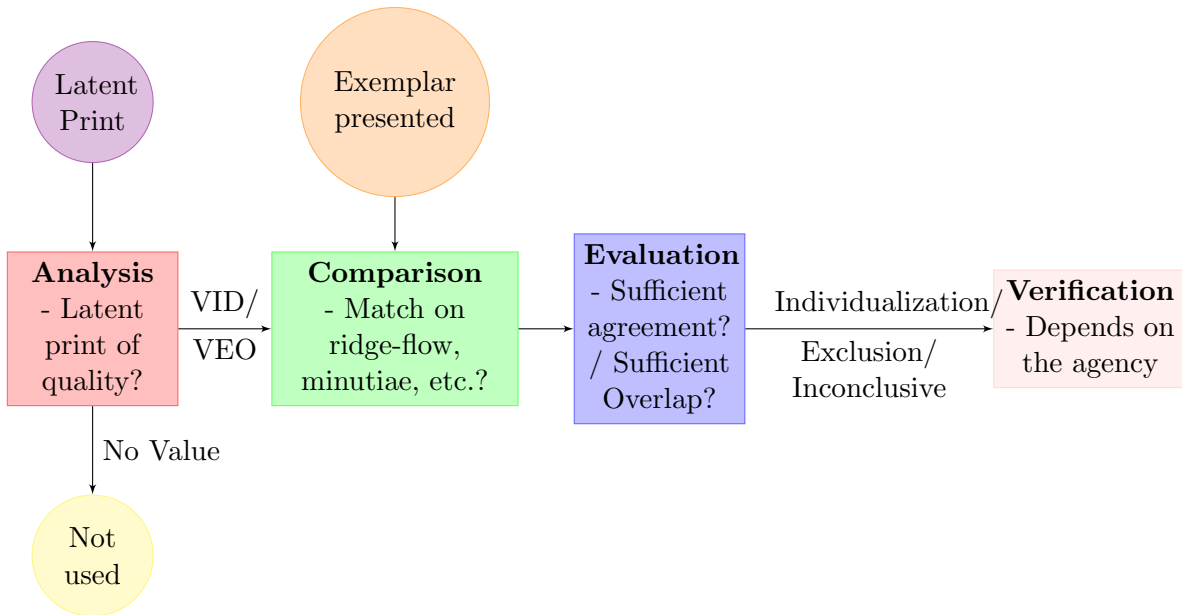 Latent
Print
Exemplar
presented
Analysis
- Latent
print of
quality?
VID/
VEO
Comparison
- Match on
ridge-flow,
minutiae, etc.?
Evaluation
- Sufficient
agreement?
/ Sufficient
Overlap?
Individualization/
Exclusion/
Inconclusive
Verification
- Depends on
the agency
No Value
Not
used